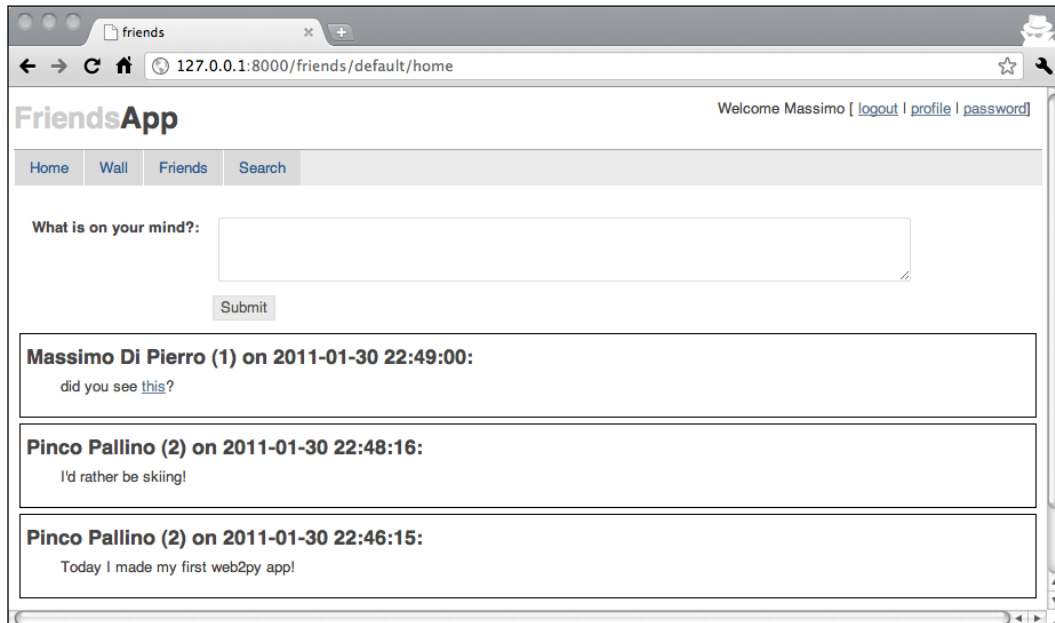 friends
127.0.0.1:8000/friends/default/home
FriendsApp
Welcome Massimo [ logout | profile | password]
Home Wall Friends Search
What is on your mind?:
Submit
Massimo Di Pierro (1) on 2011-01-30 22:49:00:
did you see this?
Pinco Pallino (2) on 2011-01-30 22:48:16:
I'd rather be skiing!
Pinco Pallino (2) on 2011-01-30 22:46:15:
Today I made my first web2py app!